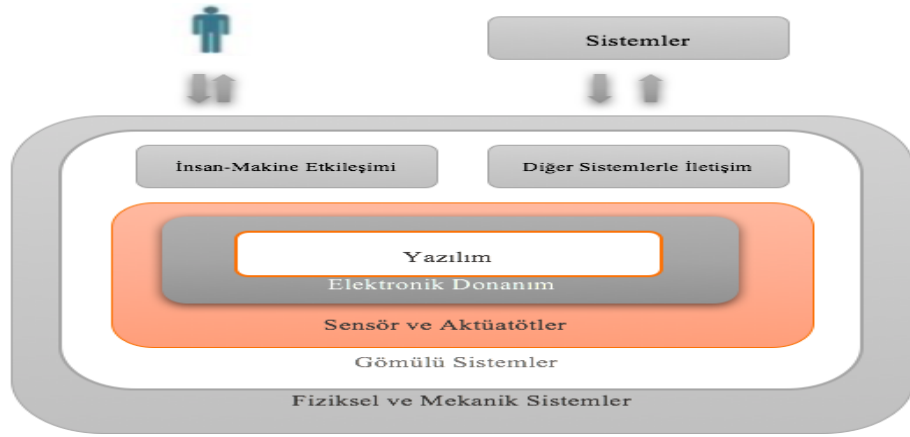 Sistemler
İnsan-Makine Etkileşimi
Diğer Sistemlerle İletişim
Yazılım
Elektronik Donanım
Sensör ve Aktüatötler
Gömülü Sistemler
Fiziksel ve Mekanik Sistemler